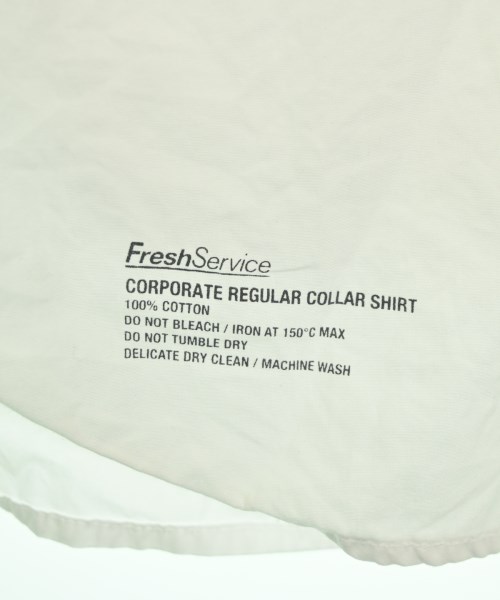 FreshService
CORPORATE REGULAR COLLAR SHIRT
100% COTTON
DO NOT BLEACH / IRON AT 150°C MAX
DO NOT TUMBLE DRY
DELICATE DRY CLEAN / MACHINE WASH